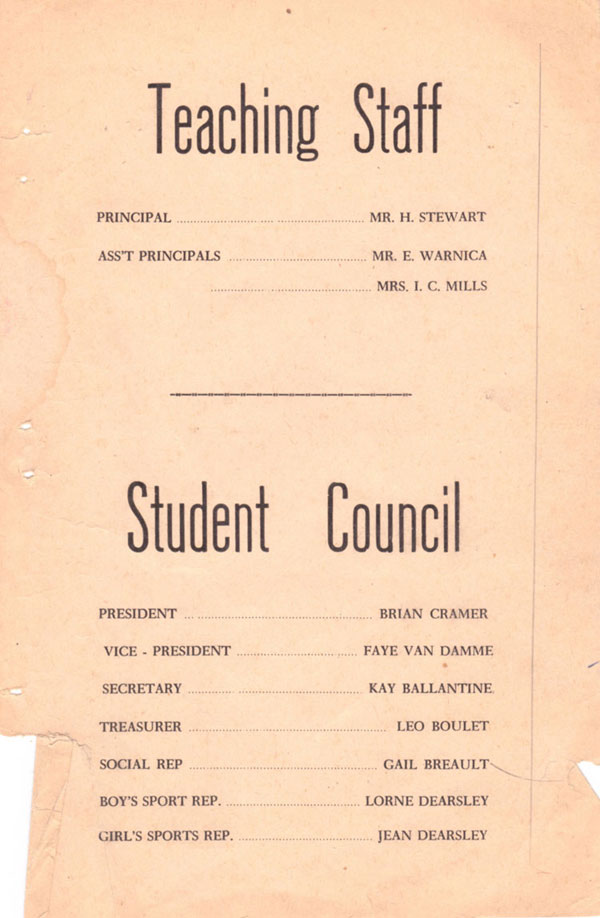 Teaching Staff
PRINCIPAL ........................................ MR. H. STEWART
ASS'T PRINCIPALS ........................................ MR. E. WARNICA
........................................ MRS. I. C. MILLS
Student Council
PRESIDENT ........................................ BRIAN CRAMER
VICE - PRESIDENT ........................................ FAYE VAN DAMME
SECRETARY ........................................ KAY BALLANTINE
TREASURER ........................................ LEO BOULET
SOCIAL REP ........................................ GAIL BREAULT
BOY'S SPORT REP. ........................................ LORNE DEARSLEY
GIRL'S SPORTS REP. ........................................ JEAN DEARSLEY